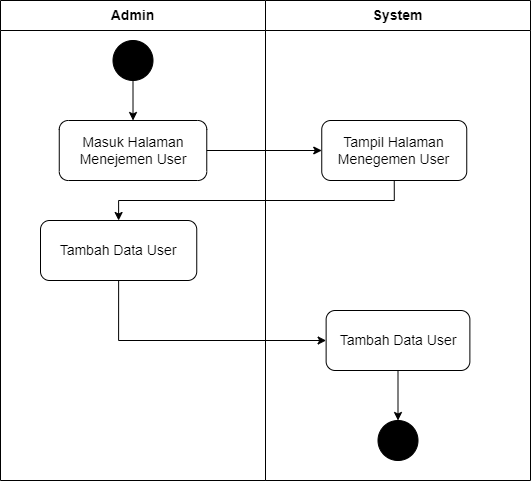 Admin
System
Masuk Halaman
Menejemen User
Tampil Halaman
Menegemen User
Tambah Data User
Tambah Data User